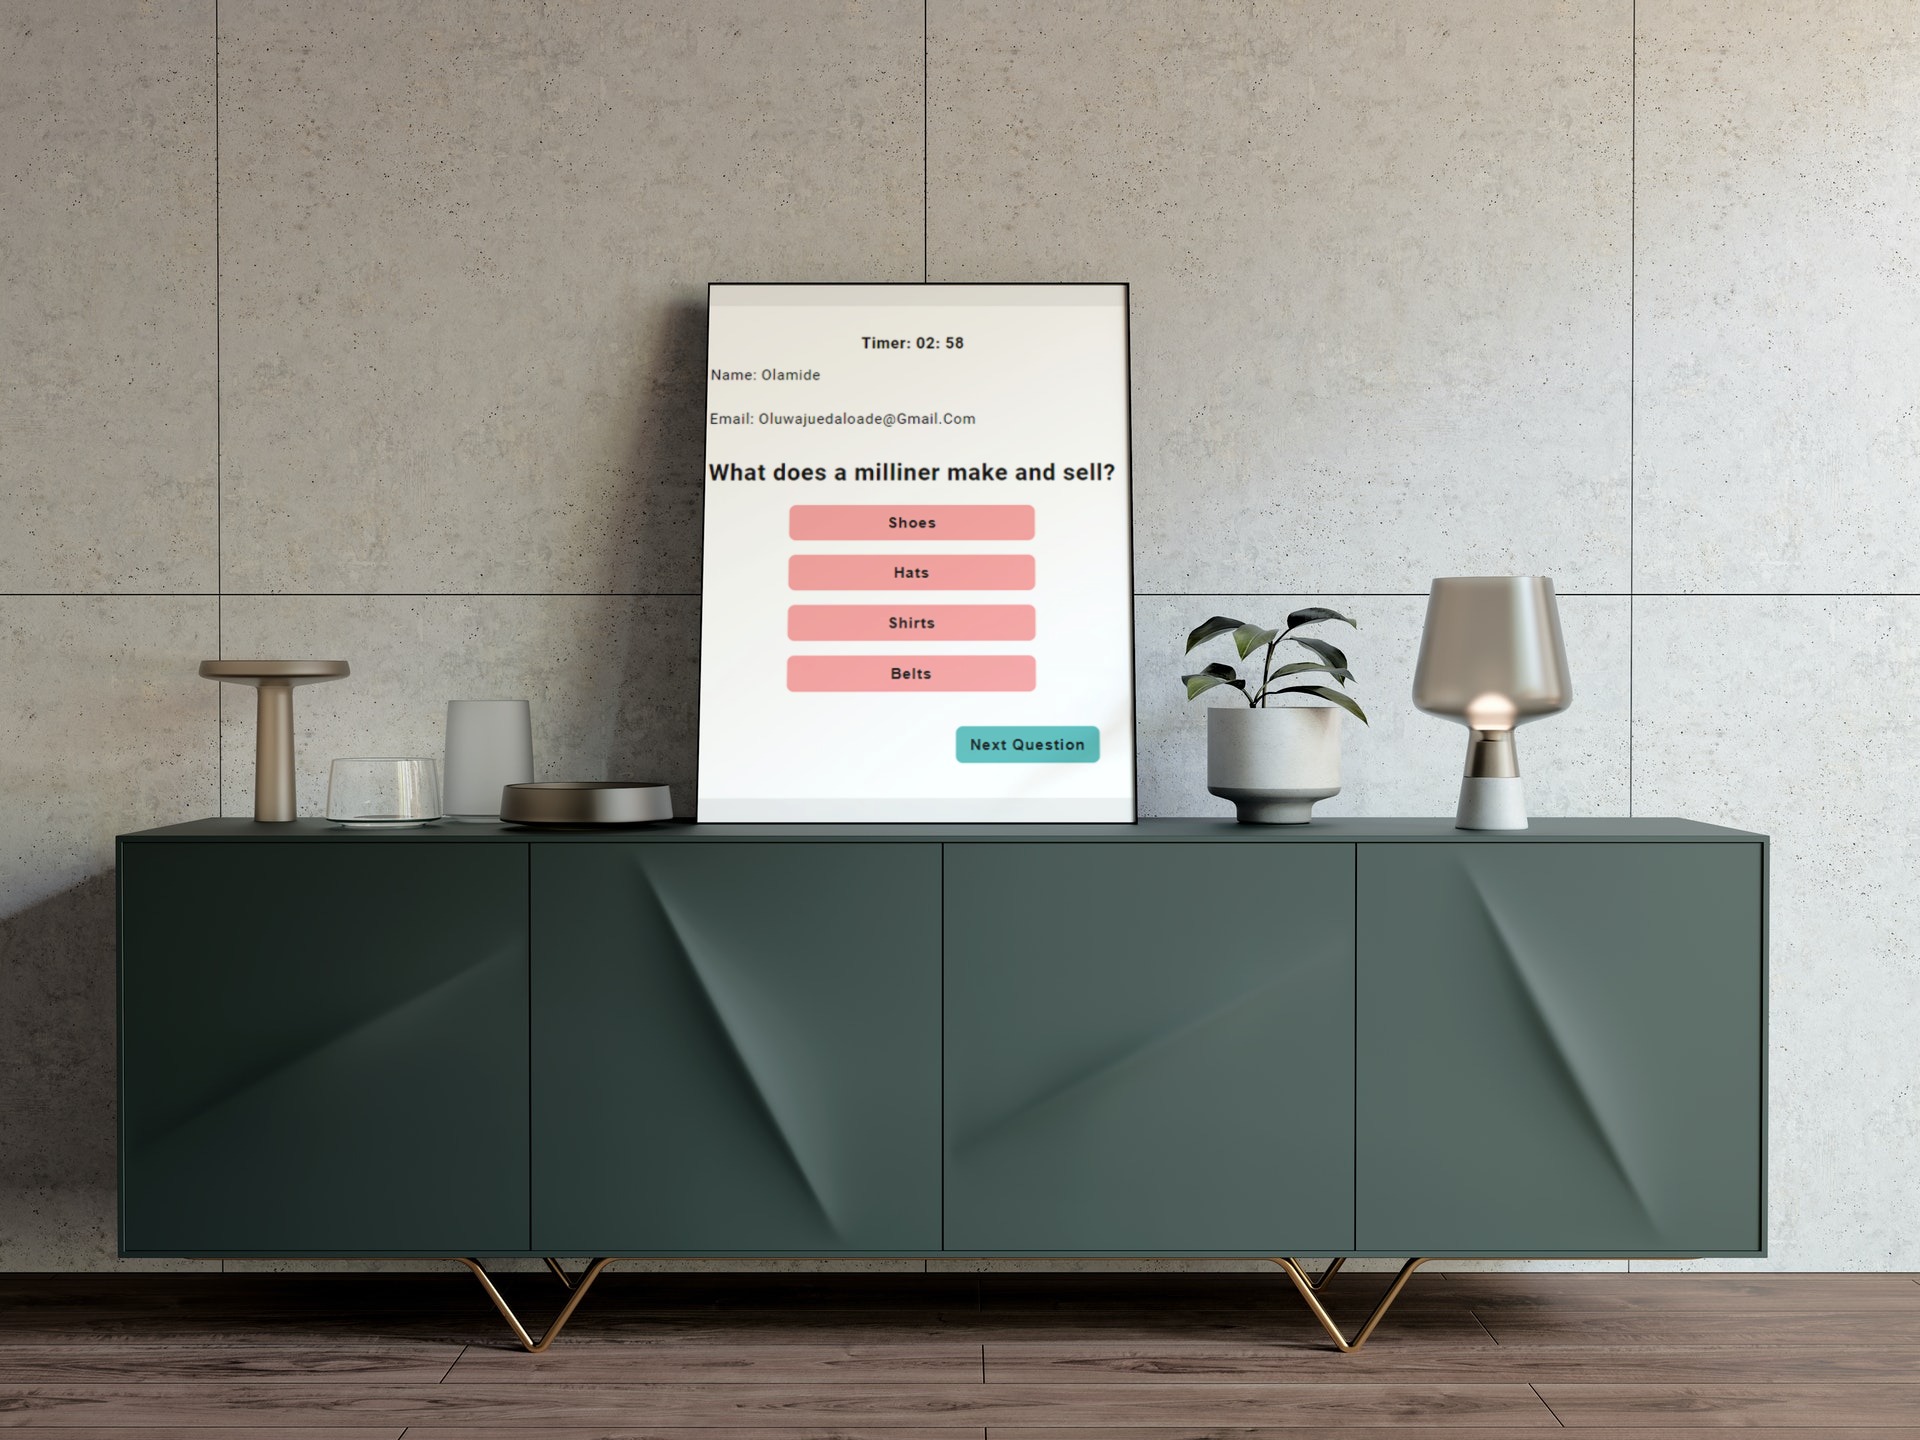 Timer: 02: 58
Name: Olamide
Email: Oluwajuedaloade@Gmail.Com
What does a milliner make and sell?
Shoes
Hats
Shirts
Belts
Next Question